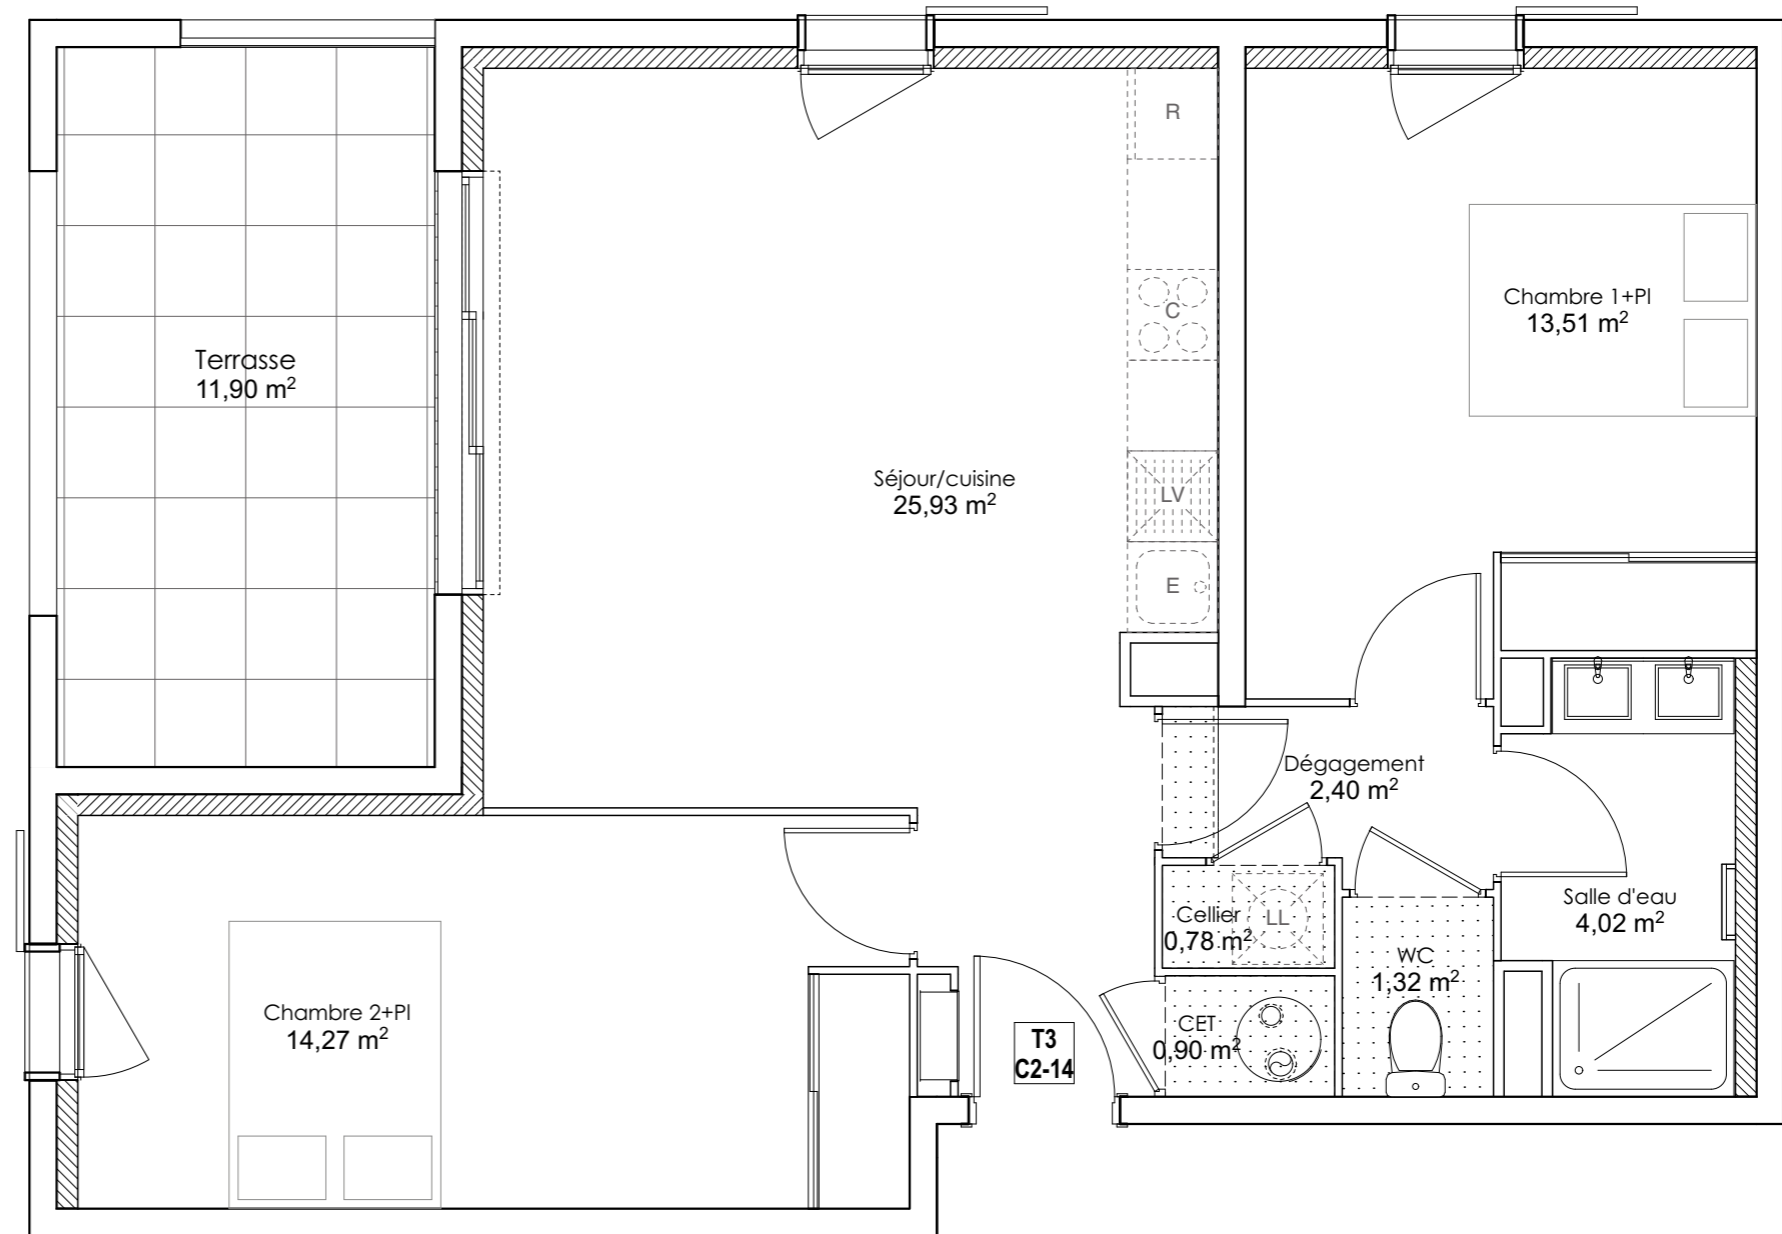 R
Chambre 1+Pl
13,51 m²
C
Terrasse
11,90 m²
Séjour/cuisine
25,93 m²
LV
E
Dégagement
2,40 m²
Salle d'eau
4,02 m²
Cellier
0,78 m²
LL
WC
1,32 m²
Chambre 2+Pl
14,27 m²
CET
0,90 m²
T3
C2-14